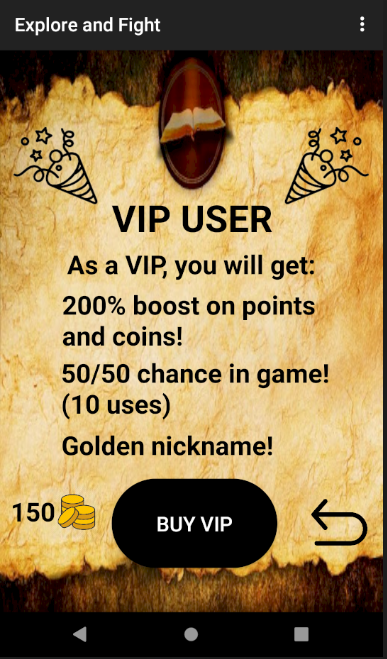 Explore and Fight
VIP USER
As a VIP, you will get:
200% boost on points
and coins!
50/50 chance in game!
(10 uses)
Golden nickname!
150
BUY VIP